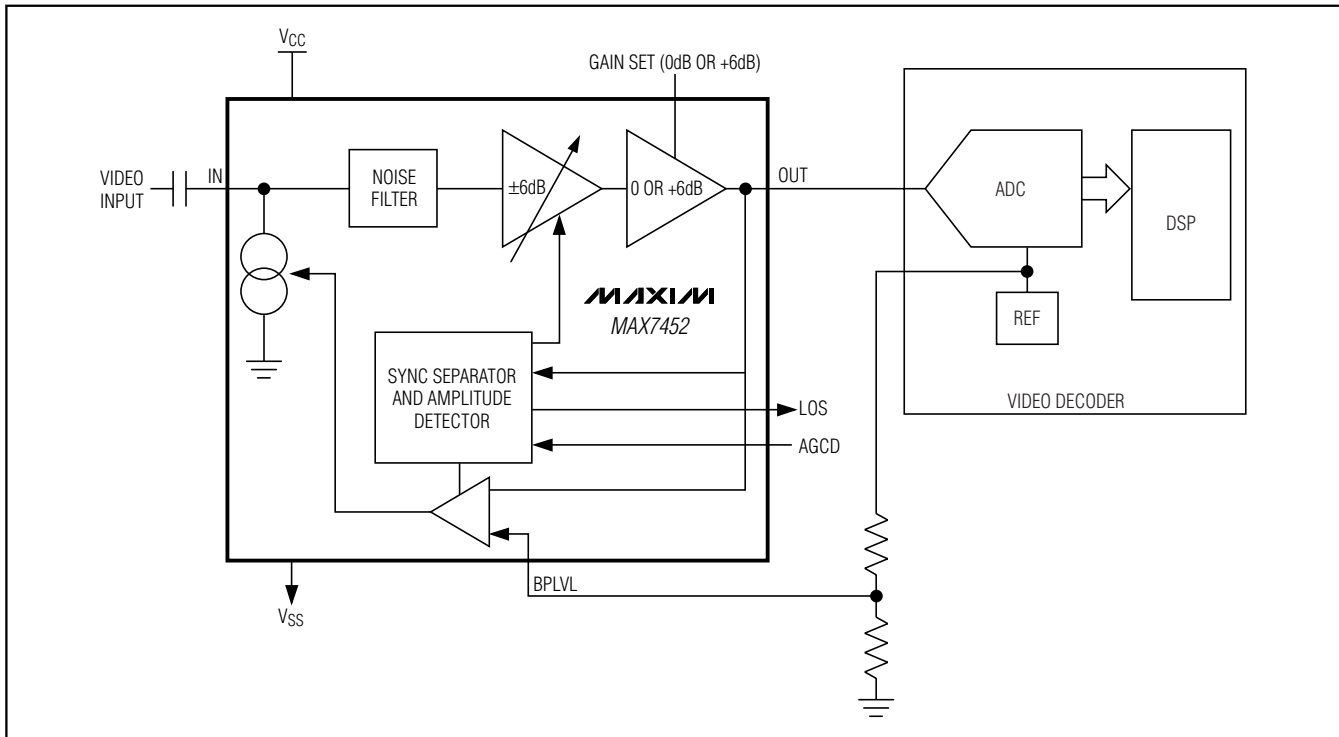 VCC
GAIN SET (0dB OR +6dB)
VIDEO
INPUT
IN
NOISE
FILTER
±6dB
0 OR +6dB
OUT
ADC
DSP
REF
VIDEO DECODER
MAXIM
MAX7452
SYNC SEPARATOR
AND AMPLITUDE
DETECTOR
LOS
AGCD
BPLVL
VSS